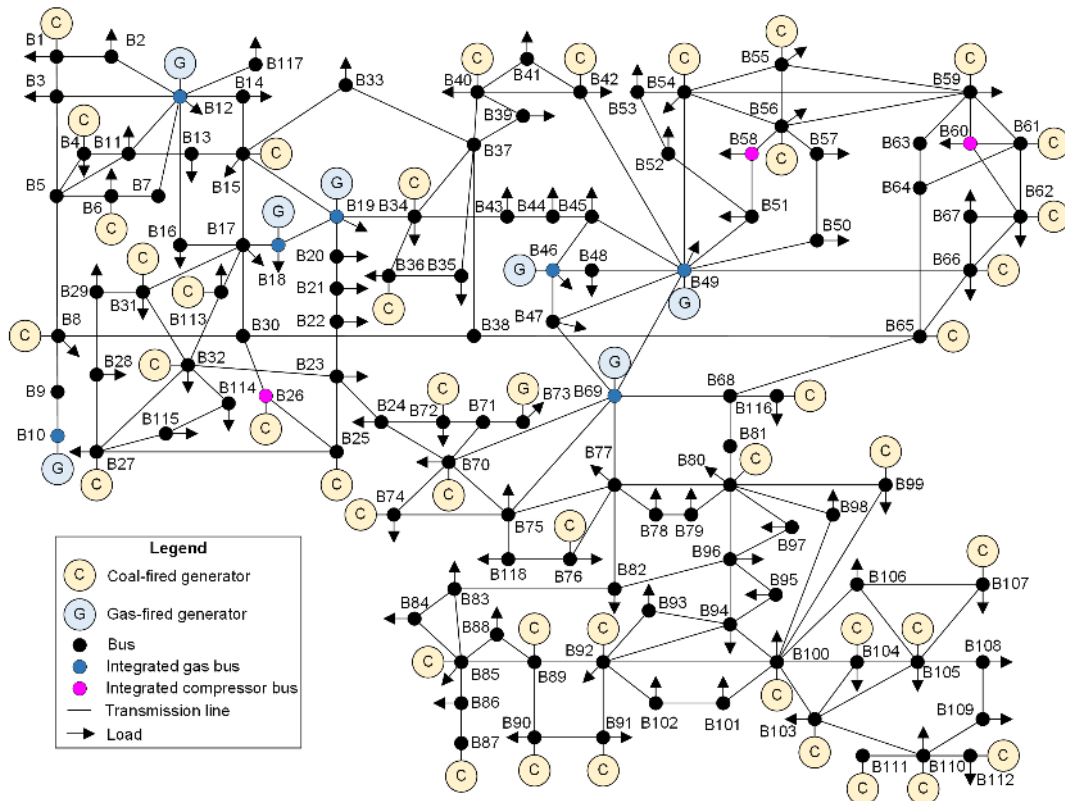 C C C C C C
B1 B2 B117 B33 B40 B41 B42 B54 B55 B59
G
B3 B12 B14 B39 B53 B56
C
B4 B11 B13 C B37 B52 B58 B57 B63 B60 B61 C
B5 B6 B7 B15 G C C B64
C B16 B17 G B19 B34 B43 B44 B45 B51 B50 B67 B62 C
B18 B20 B36 B35 B46 B48 B49 B66 C
C G
B29 B31 C B113 B21 C B47 G
C B8 B30 B22 B38 B65 C
B28 C B32 B23 G
B9 B114 B26 B24 C B72 B71 G B73 B69 B68 B116 C
B10 B115 C B25 B81
G B27 B70 B77 B80 C C
C C C B99
C B74 B75 C B78 B79 B98
B97
B118 B76 B96 C
B82 B95 B106 B107
B84 B83 B93 B94
B88 C C C C
C B85 B89 B92 B100 B104 B105 B108
B86 C
B102 B101 B109
B87 B90 B91 B103
C C C C B111 B110 B112 C
C C
Legend
C Coal-fired generator
G Gas-fired generator
Bus
Integrated gas bus
Integrated compressor bus
Transmission line
Load